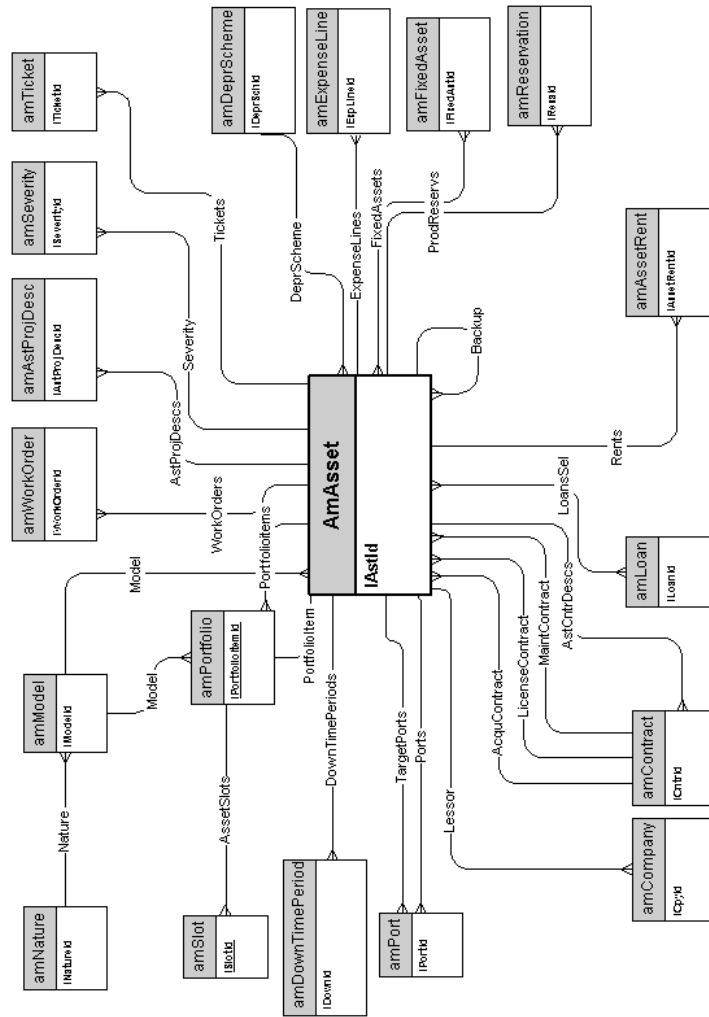 amNature
lNatureId
Nature
amModel
lModelId
Model
Model
amSlot
lSlotId
AssetSlots
amPortfolio
lPortfolioItemId
Portfolioitems
PortfolioItem
amDownTimePeriod
lDownId
DownTimePeriods
amPort
lPortId
TargetPorts
Ports
amCompany
lCpyId
Lessor
amContract
lCntrId
AcquContract
LicenseContract
MaintContract
AstCntrDescs
amLoan
lLoanId
LoansSel
AmAsset
lAstId
amWorkOrder
lWorkOrderId
WorkOrders
amAstProjDesc
lAstProjDescId
AstProjDescs
amSeverity
lSeverityId
Severity
amTicket
lTicketId
Tickets
amDeprScheme
lDeprSchId
DeprScheme
amExpenseLine
lExpLineId
ExpenseLines
amFixedAsset
lFixedAstId
FixedAssets
amReservation
lResId
ProdReservs
Backup
amAssetRent
lAssetRentId
Rents